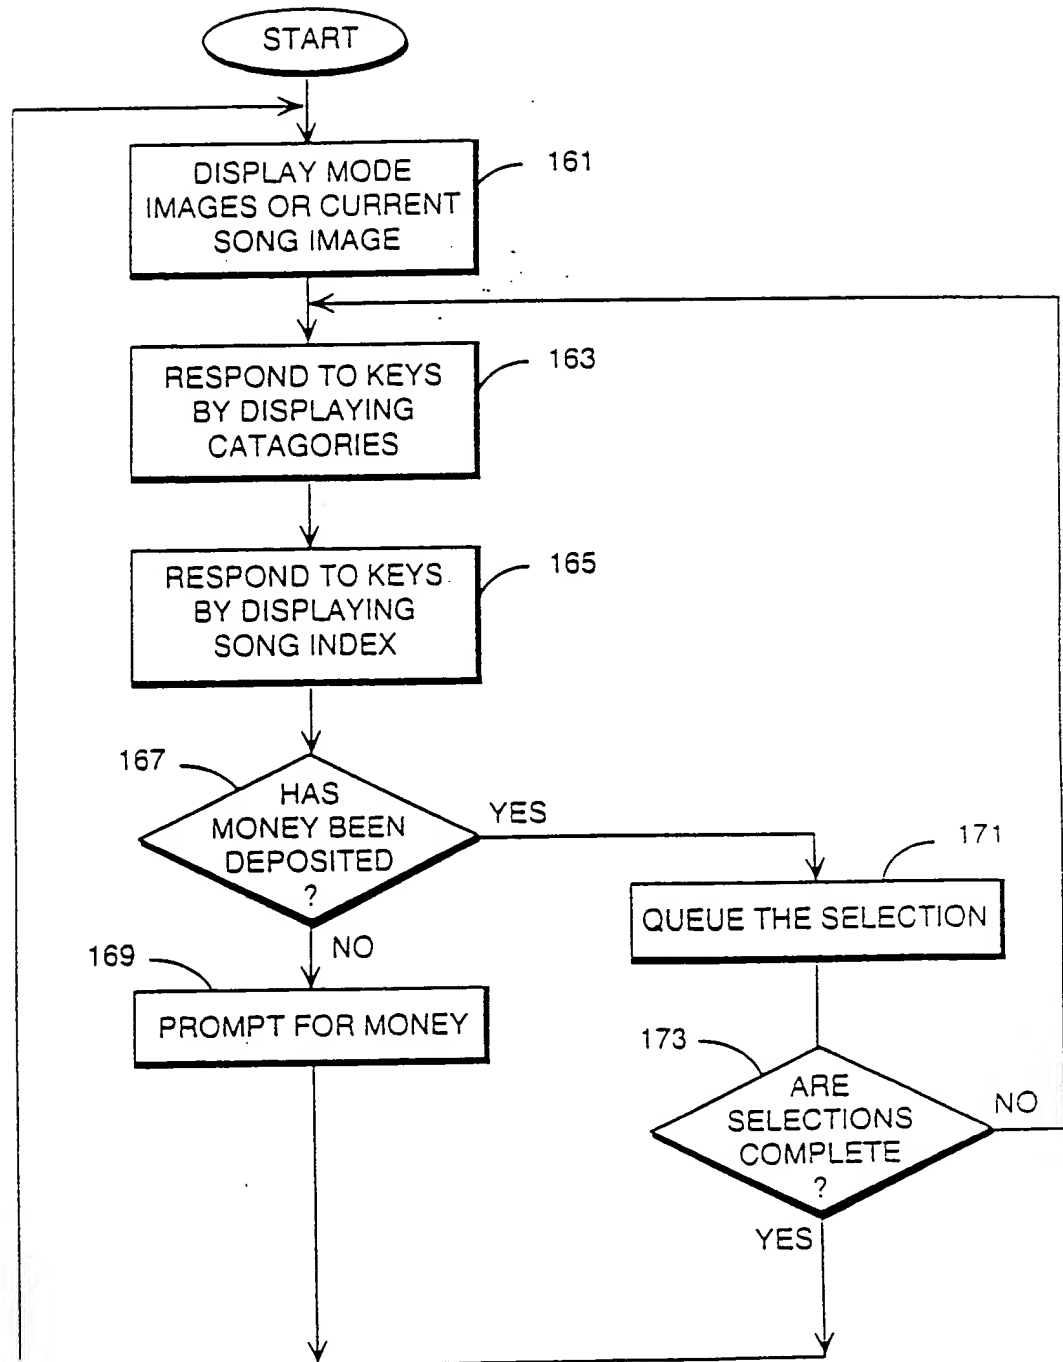 START
DISPLAY MODE
IMAGES OR CURRENT
SONG IMAGE
161
RESPOND TO KEYS
BY DISPLAYING
CATAGORIES
163
RESPOND TO KEYS
BY DISPLAYING
SONG INDEX
165
167
HAS
MONEY BEEN
DEPOSITED
?
YES
NO
171
QUEUE THE SELECTION
169
PROMPT FOR MONEY
173
ARE
SELECTIONS
COMPLETE
?
NO
YES